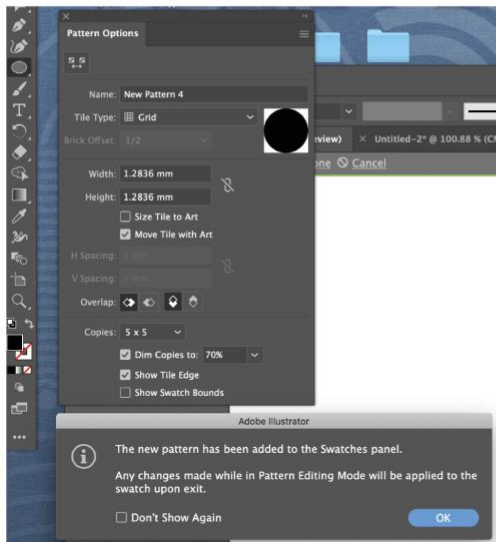 Pattern Options
Name: New Pattern 4
Tile Type: Grid
Brick Offset: 1/2
Width: 1.2836 mm
Height: 1.2836 mm
Size Tile to Art
Move Tile with Art
H Spacing: 0 mm
V Spacing: 0 mm
Overlap:
Copies: 5 x 5
Dim Copies to: 70%
Show Tile Edge
Show Swatch Bounds
× Untitled-2* @ 100.88 % (
Cancel
Adobe Illustrator
The new pattern has been added to the Swatches panel.
Any changes made while in Pattern Editing Mode will be applied to the
swatch upon exit.
Don't Show Again
OK